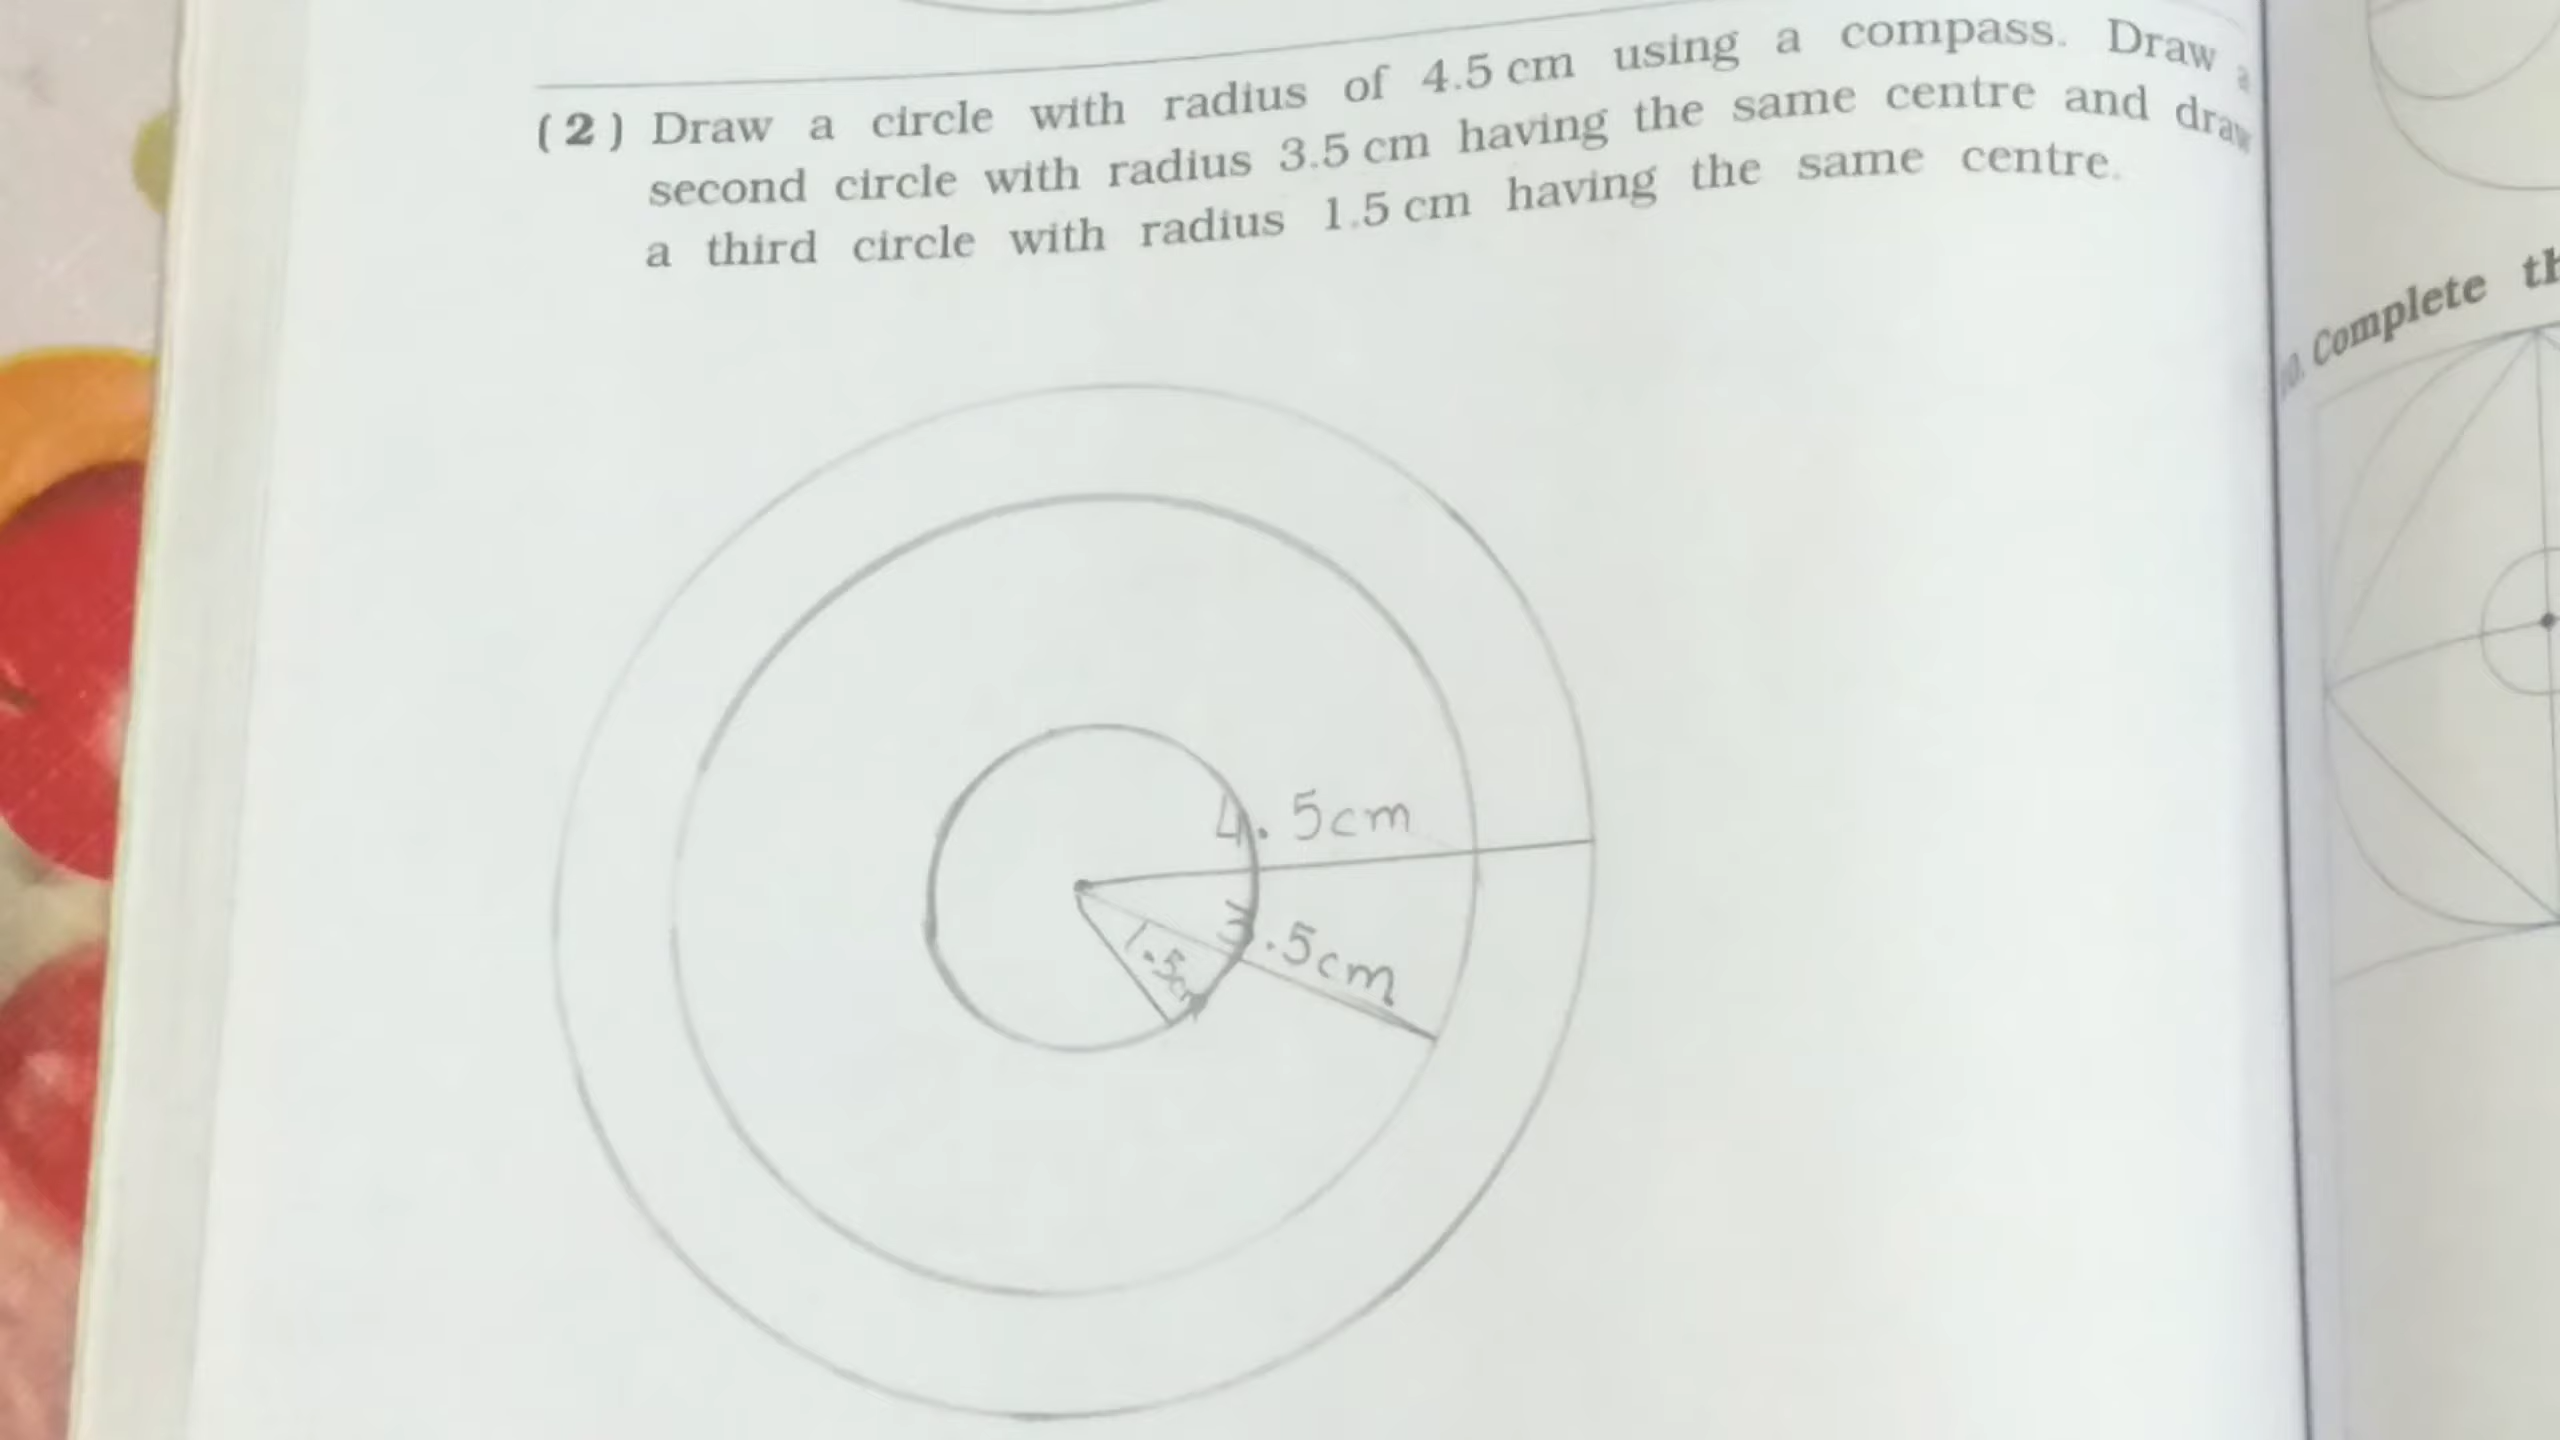 (2) Draw a circle with radius of 4.5 cm using a compass. Draw a
second circle with radius 3.5 cm having the same centre and draw
a third circle with radius 1.5 cm having the same centre.
4.5cm
3.5cm
1.5cm
10. Complete